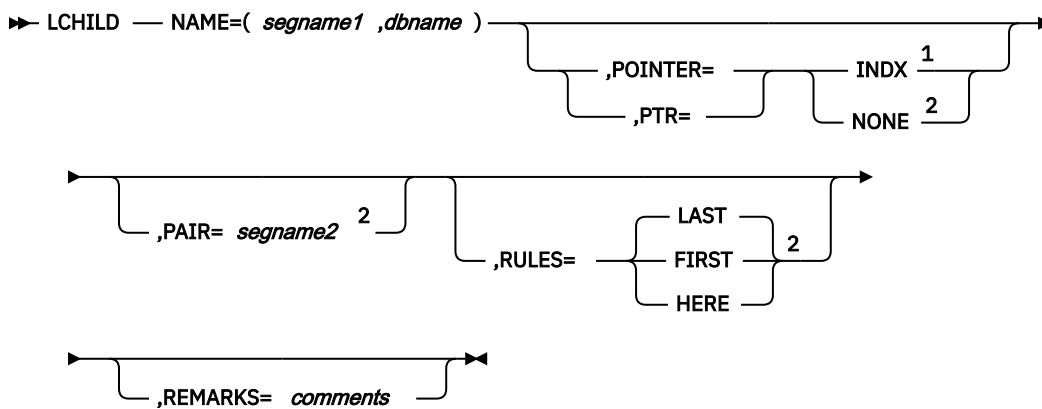 LCHILD NAME=( segname1 ,dbname )
,POINTER= INDX 1
,PTR= NONE 2
,PAIR= segname2 2
,RULES= LAST
FIRST 2
HERE
,REMARKS= comments